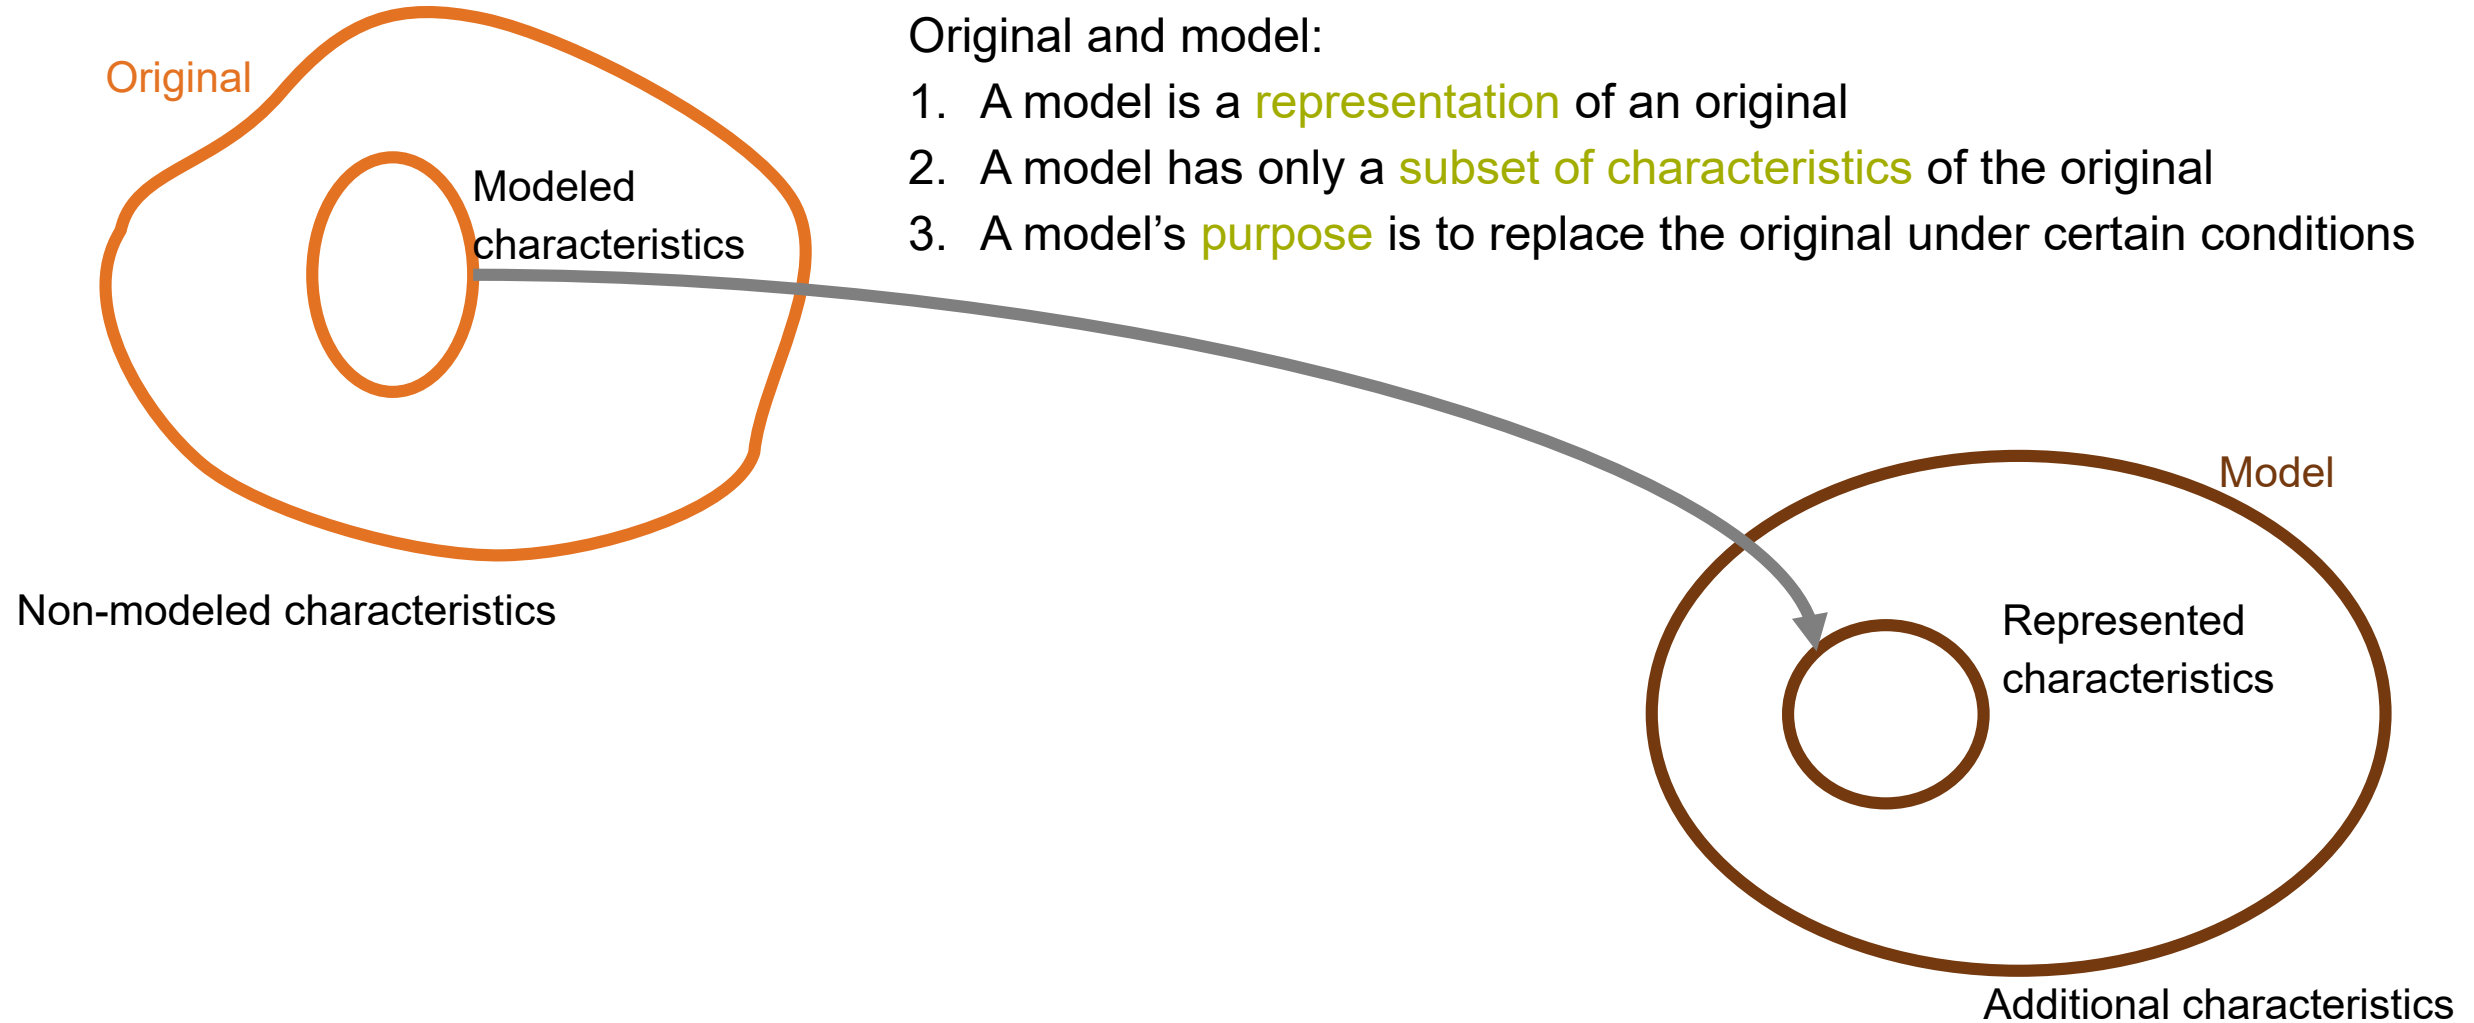 Original and model:
1. A model is a representation of an original
2. A model has only a subset of characteristics of the original
3. A model’s purpose is to replace the original under certain conditions
Original
Modeled
characteristics
Non-modeled characteristics
Model
Represented
characteristics
Additional characteristics